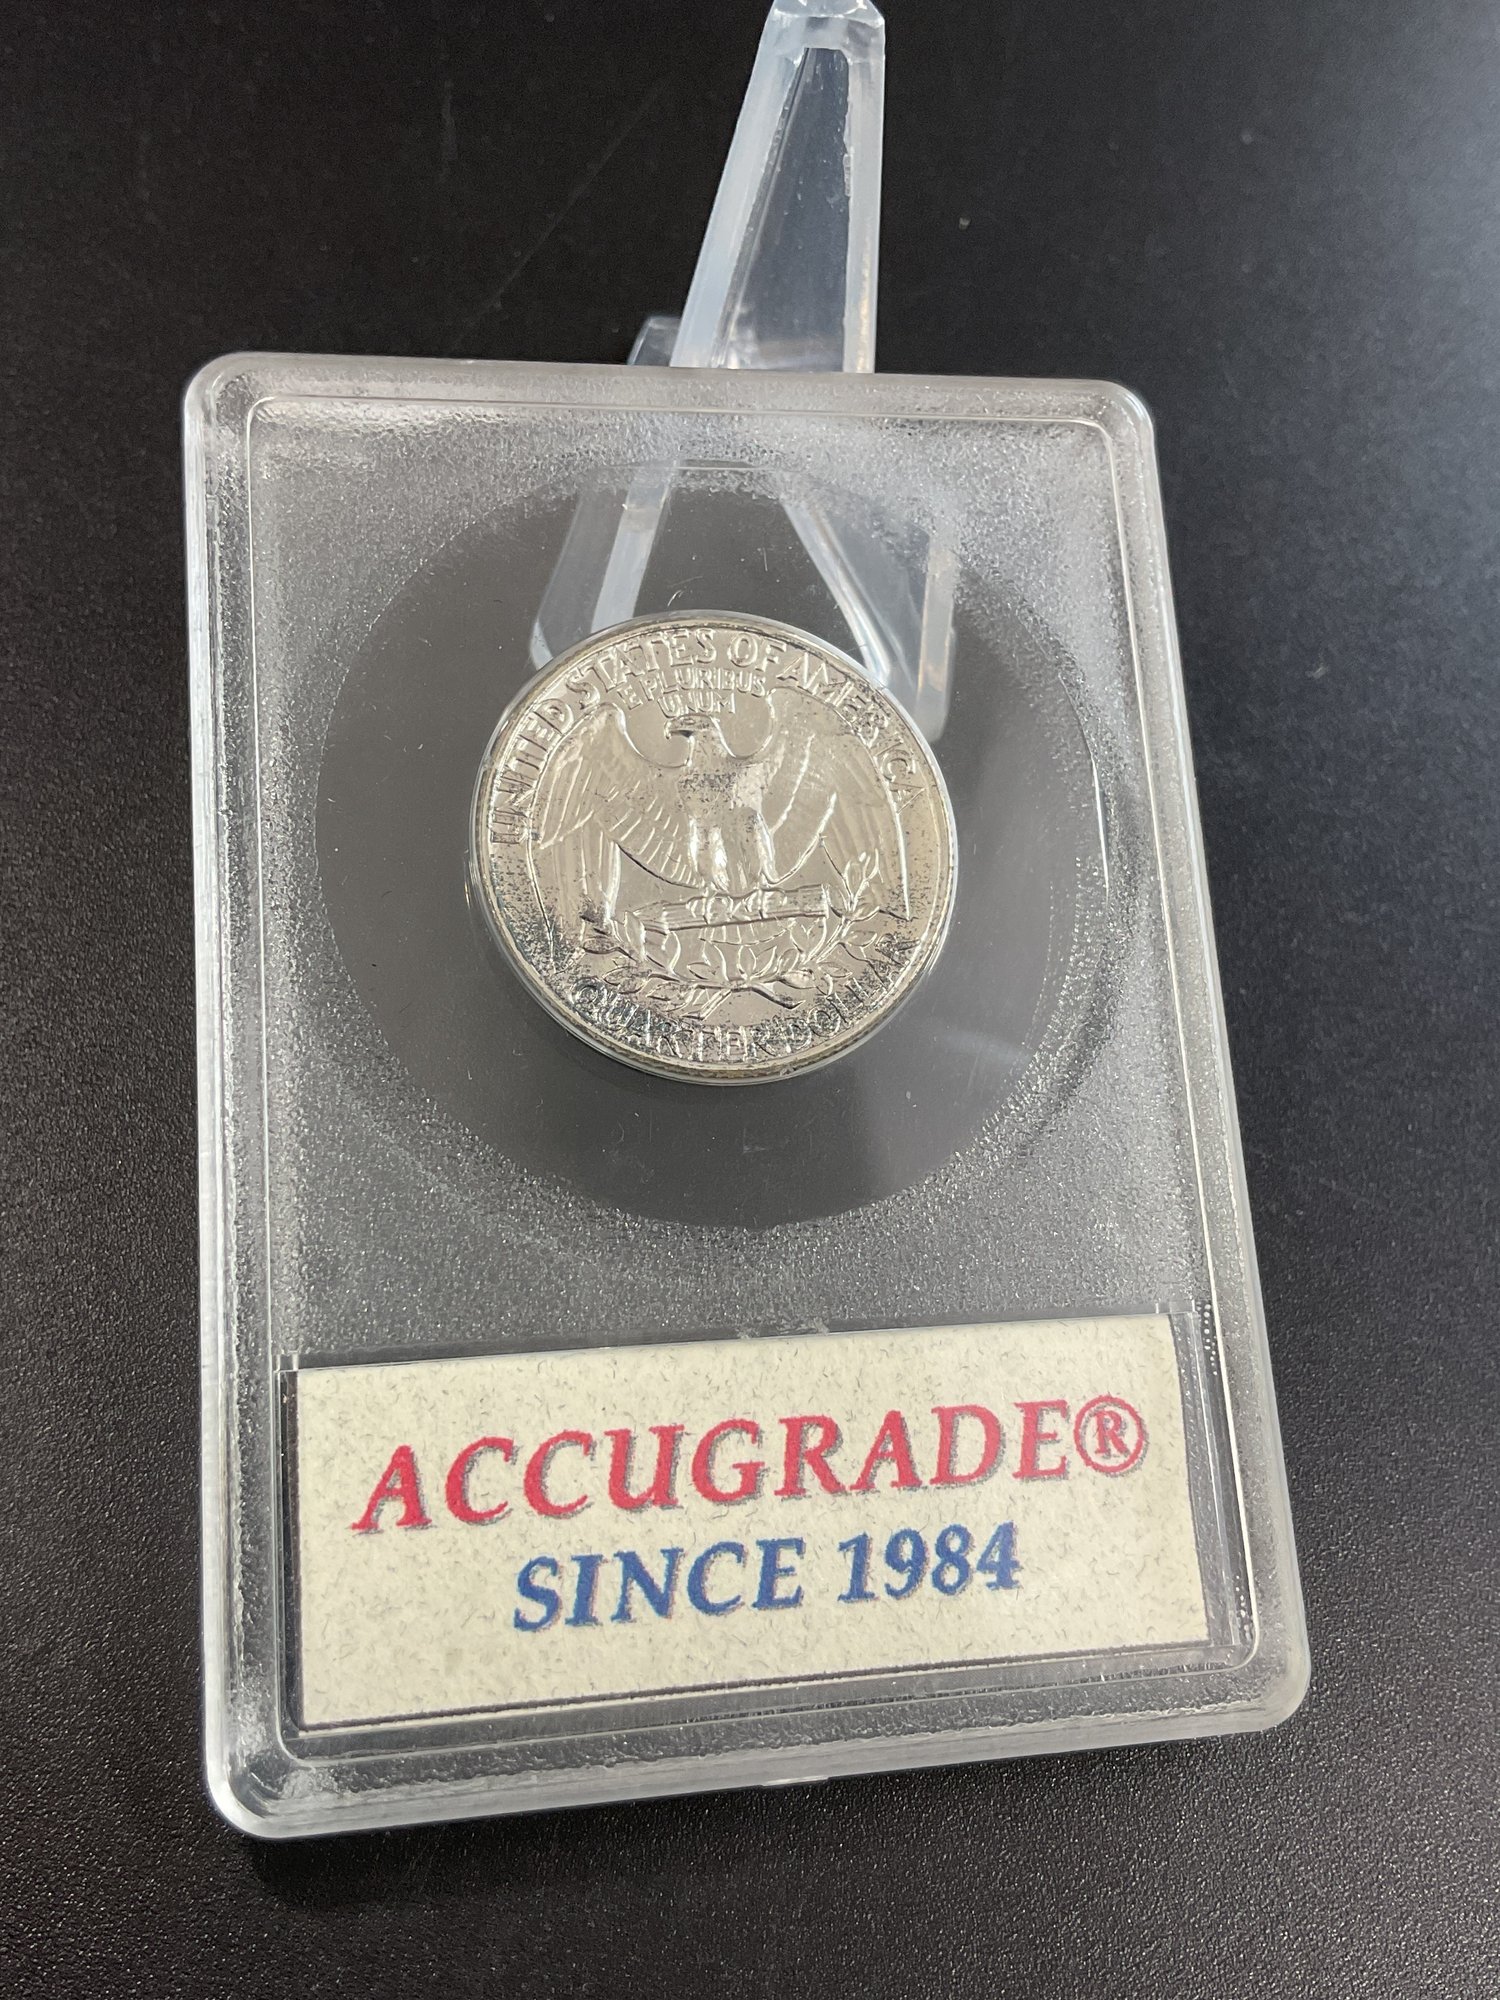 UNITED STATES OF AMERICA
E PLURIBUS
UNUM
QUARTER DOLLAR
ACCUGRADE®
SINCE 1984